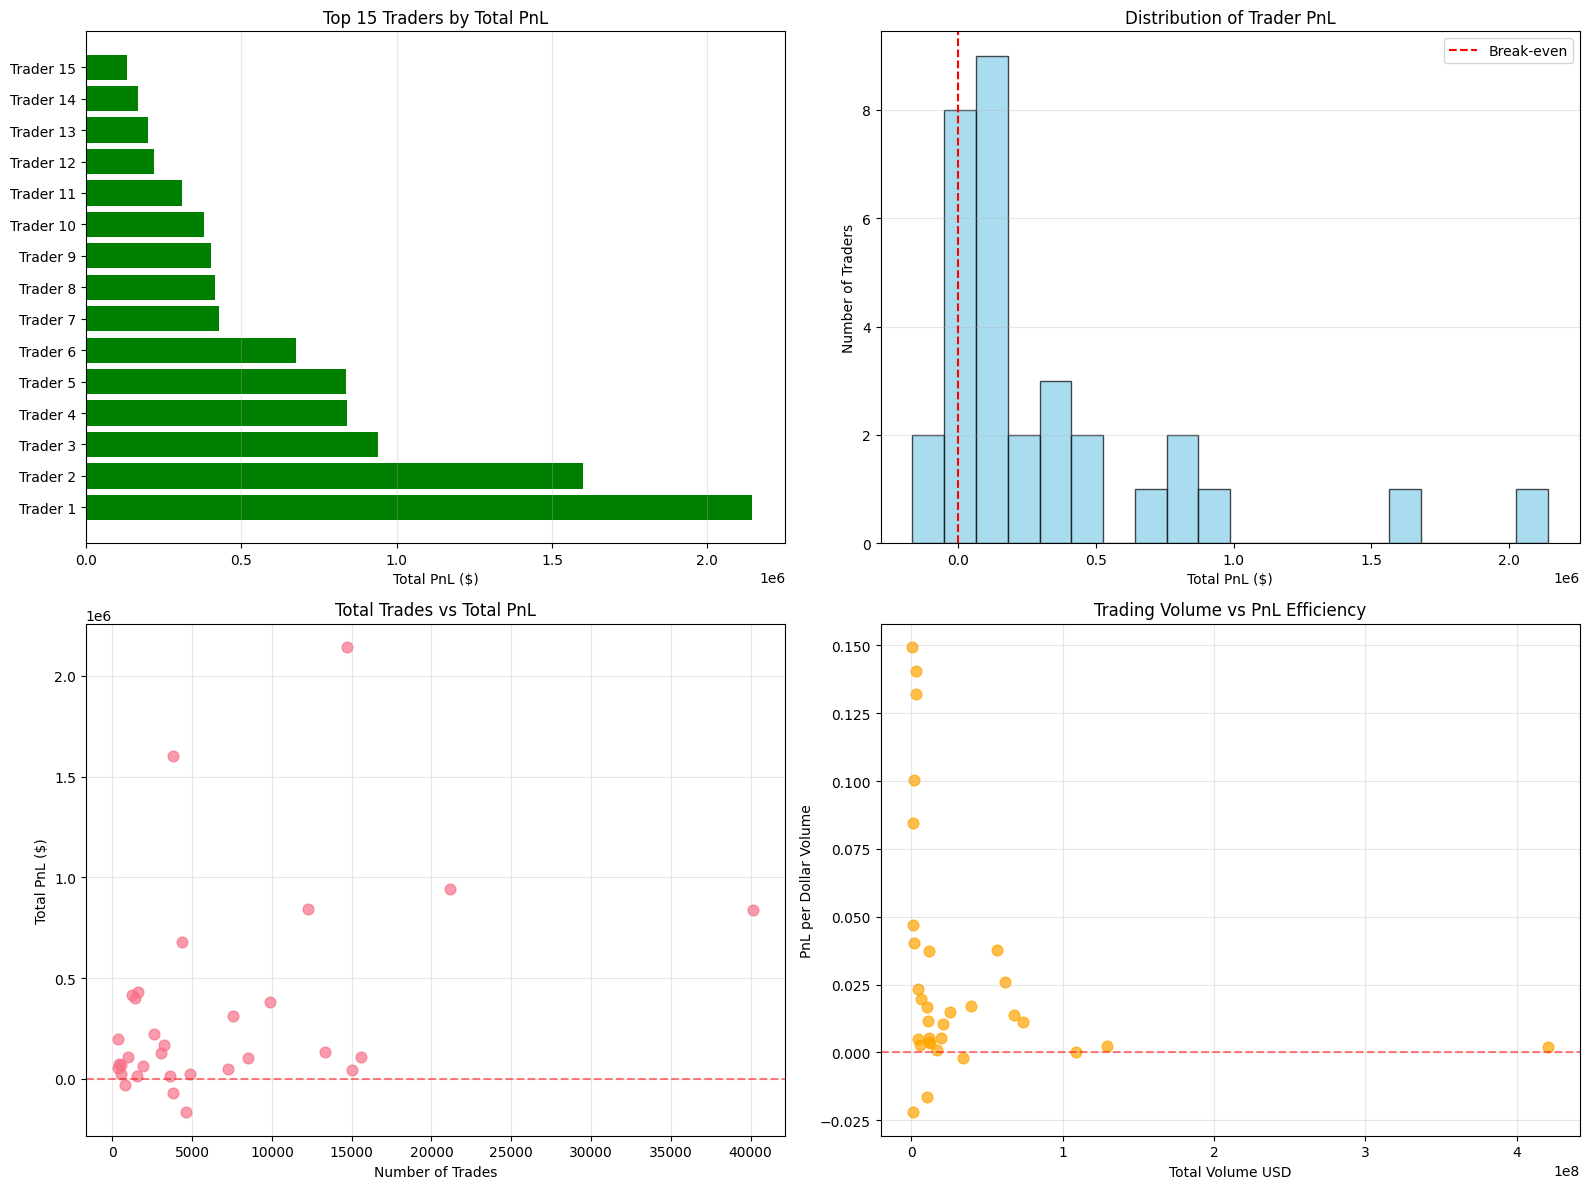 Top 15 Traders by Total PnL
Trader 15
Trader 14
Trader 13
Trader 12
Trader 11
Trader 10
Trader 9
Trader 8
Trader 7
Trader 6
Trader 5
Trader 4
Trader 3
Trader 2
Trader 1
0.0 0.5 1.0 1.5 2.0
1e6
Total PnL ($)
Distribution of Trader PnL
Break-even
Number of Traders
8
6
4
2
0
0.0 0.5 1.0 1.5 2.0
1e6
Total PnL ($)
Total Trades vs Total PnL
1e6
Total PnL ($)
2.0
1.5
1.0
0.5
0.0
0 5000 10000 15000 20000 25000 30000 35000 40000
Number of Trades
Trading Volume vs PnL Efficiency
PnL per Dollar Volume
0.150
0.125
0.100
0.075
0.050
0.025
0.000
−0.025
0 1 2 3 4
1e8
Total Volume USD